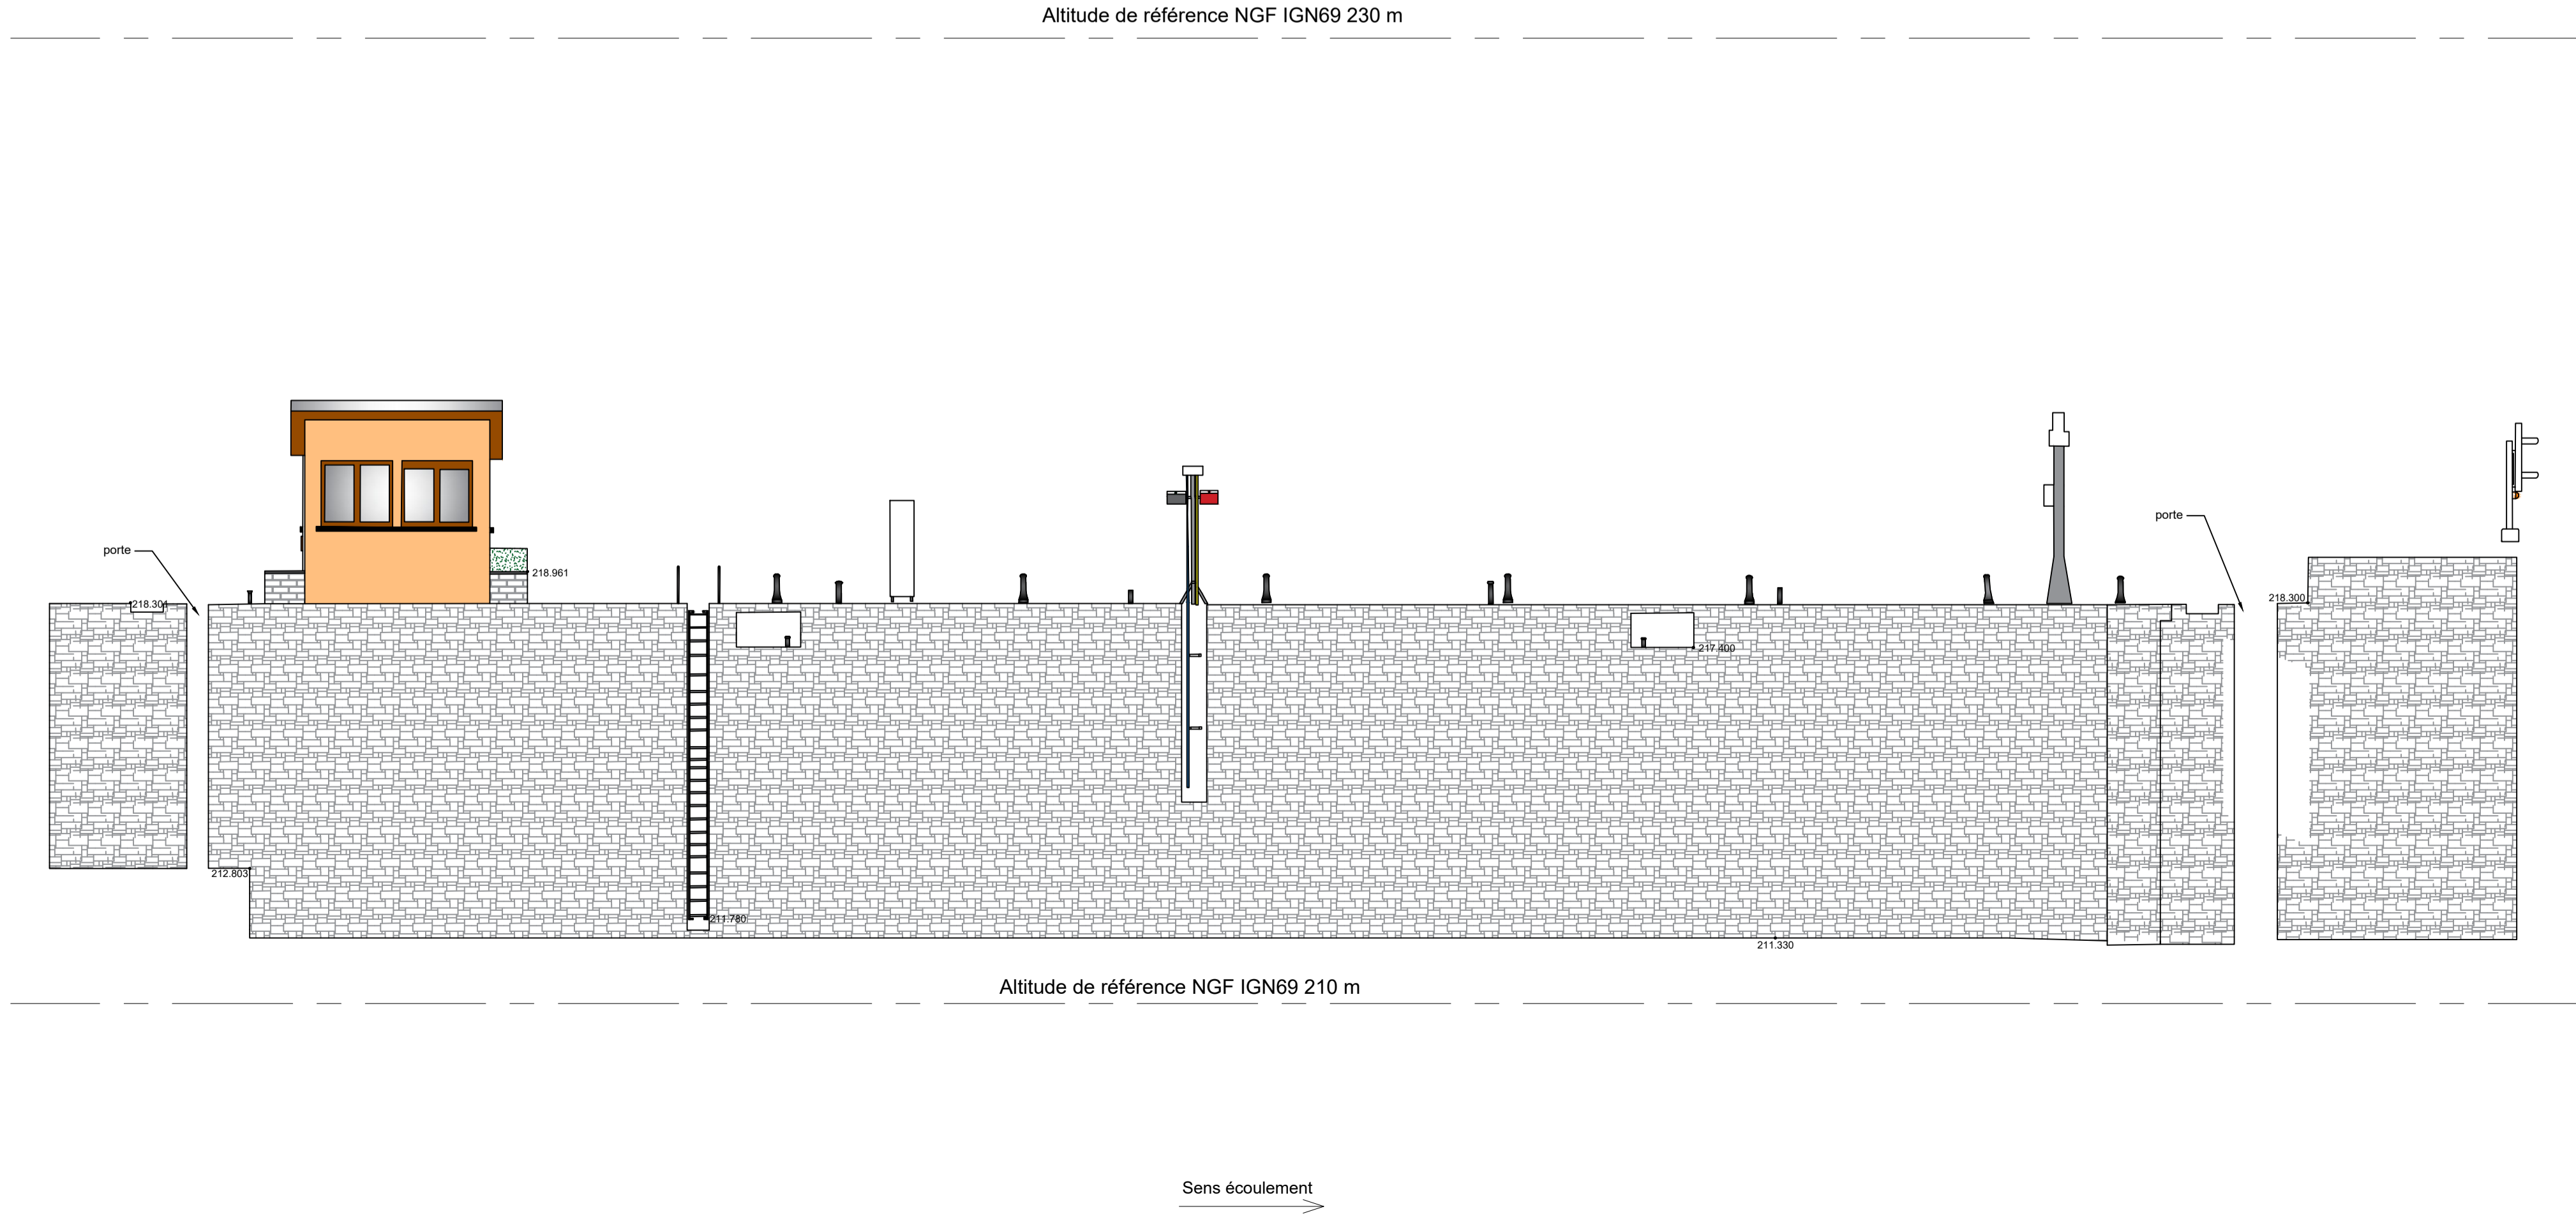 Altitude de référence NGF IGN69 230 m
porte
porte
218.961
218.301
218.300
217.400
212.803
211.780
211.330
Altitude de référence NGF IGN69 210 m
Sens écoulement